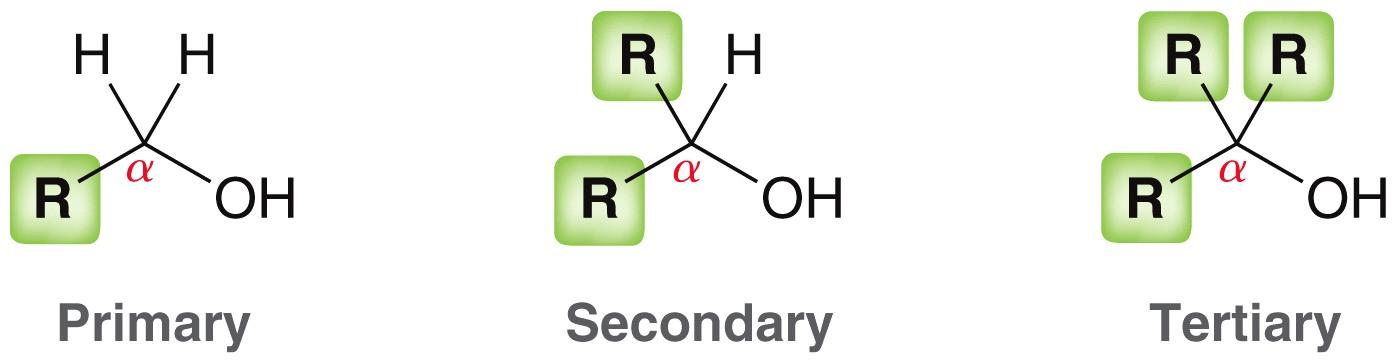 H H R H R R
R α OH R α OH R α OH
Primary Secondary Tertiary